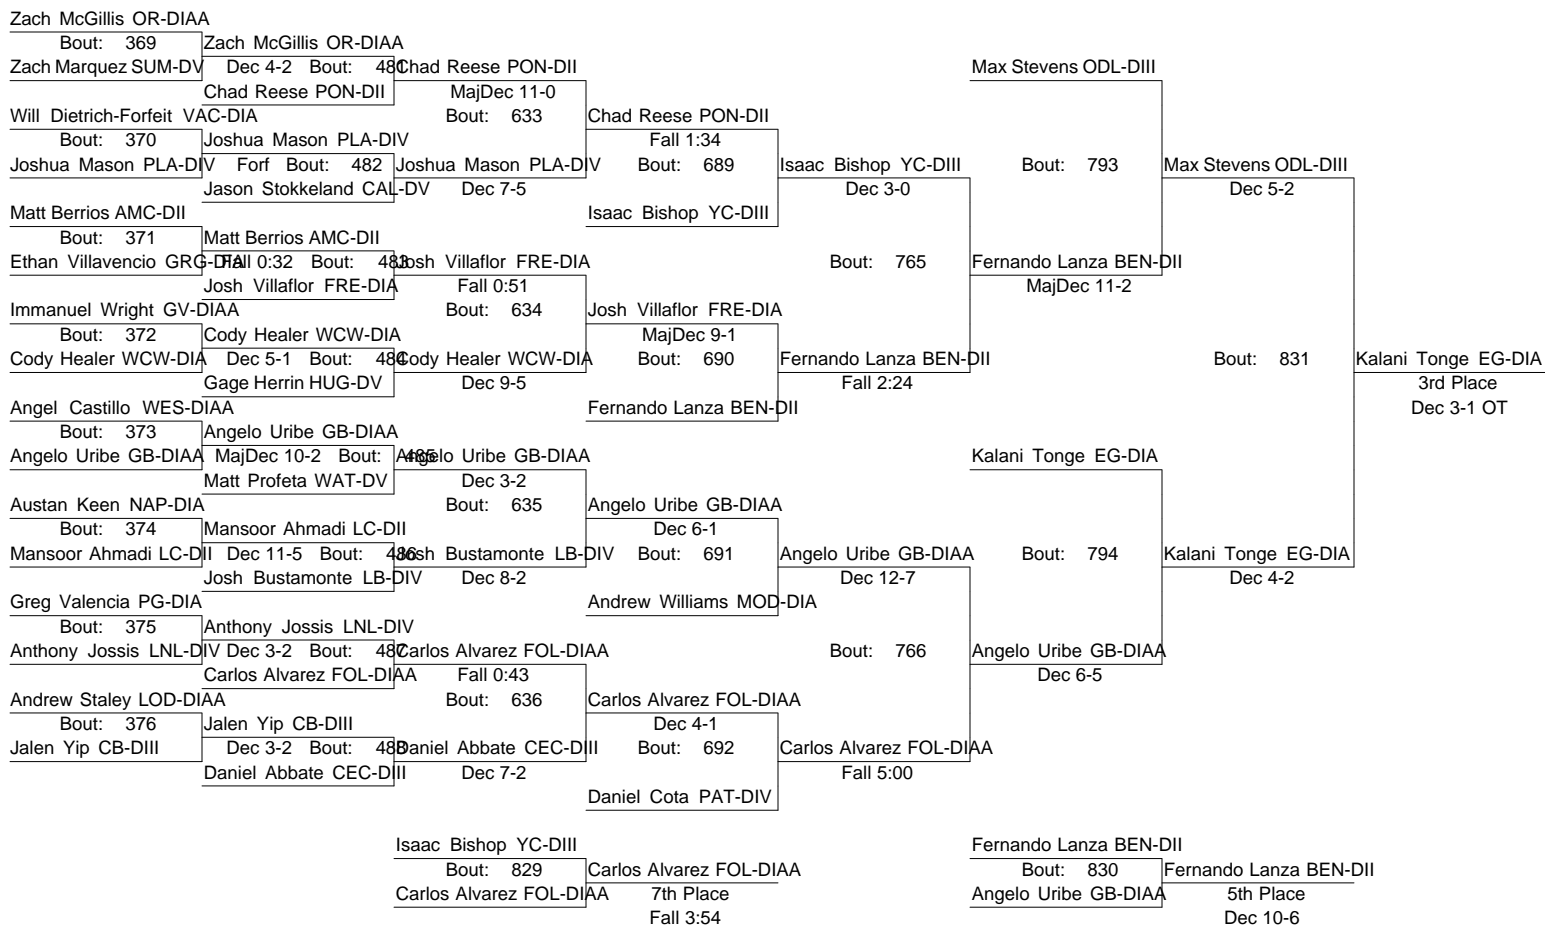 Zach McGillis OR-DIAA
Bout: 369
Zach Marquez SUM-DV
Will Dietrich-Forfeit VAC-DIA
Bout: 370
Joshua Mason PLA-DIV
Matt Berrios AMC-DII
Bout: 371
Ethan Villavencio GRG-DIA
Immanuel Wright GV-DIAA
Bout: 372
Cody Healer WCW-DIA
Angel Castillo WES-DIAA
Bout: 373
Angelo Uribe GB-DIAA
Austan Keen NAP-DIA
Bout: 374
Mansoor Ahmadi LC-DII
Greg Valencia PG-DIA
Bout: 375
Anthony Jossis LNL-DIV
Andrew Staley LOD-DIAA
Bout: 376
Jalen Yip CB-DIII
Zach McGillis OR-DIAA
Dec 4-2 Bout: 481
Chad Reese PON-DII
Joshua Mason PLA-DIV
Forf Bout: 482
Jason Stokkeland CAL-DV
Matt Berrios AMC-DII
Fall 0:32 Bout: 483
Josh Villaflor FRE-DIA
Cody Healer WCW-DIA
Dec 5-1 Bout: 484
Gage Herrin HUG-DV
Angelo Uribe GB-DIAA
MajDec 10-2 Bout: 485
Matt Profeta WAT-DV
Mansoor Ahmadi LC-DII
Dec 11-5 Bout: 486
Josh Bustamonte LB-DIV
Anthony Jossis LNL-DIV
Dec 3-2 Bout: 487
Carlos Alvarez FOL-DIAA
Jalen Yip CB-DIII
Dec 3-2 Bout: 488
Daniel Abbate CEC-DIII
Chad Reese PON-DII
MajDec 11-0
Bout: 633
Joshua Mason PLA-DIV
Dec 7-5
Josh Villaflor FRE-DIA
Fall 0:51
Bout: 634
Cody Healer WCW-DIA
Dec 9-5
Angelo Uribe GB-DIAA
Dec 3-2
Bout: 635
Josh Bustamonte LB-DIV
Dec 8-2
Carlos Alvarez FOL-DIAA
Fall 0:43
Bout: 636
Daniel Abbate CEC-DIII
Dec 7-2
Chad Reese PON-DII
Fall 1:34
Bout: 689
Isaac Bishop YC-DIII
Josh Villaflor FRE-DIA
MajDec 9-1
Bout: 690
Fernando Lanza BEN-DII
Angelo Uribe GB-DIAA
Dec 6-1
Bout: 691
Andrew Williams MOD-DIA
Carlos Alvarez FOL-DIAA
Dec 4-1
Bout: 692
Daniel Cota PAT-DIV
Isaac Bishop YC-DIII
Dec 3-0
Bout: 765
Fernando Lanza BEN-DII
Fall 2:24
Angelo Uribe GB-DIAA
Dec 12-7
Bout: 766
Carlos Alvarez FOL-DIAA
Fall 5:00
Max Stevens ODL-DIII
Bout: 793
Fernando Lanza BEN-DII
MajDec 11-2
Kalani Tonge EG-DIA
Bout: 794
Angelo Uribe GB-DIAA
Dec 6-5
Max Stevens ODL-DIII
Dec 5-2
Bout: 831
Kalani Tonge EG-DIA
Dec 4-2
Kalani Tonge EG-DIA
3rd Place
Dec 3-1 OT
Isaac Bishop YC-DIII
Bout: 829
Carlos Alvarez FOL-DIAA
Carlos Alvarez FOL-DIAA
7th Place
Fall 3:54
Fernando Lanza BEN-DII
Bout: 830
Angelo Uribe GB-DIAA
Fernando Lanza BEN-DII
5th Place
Dec 10-6